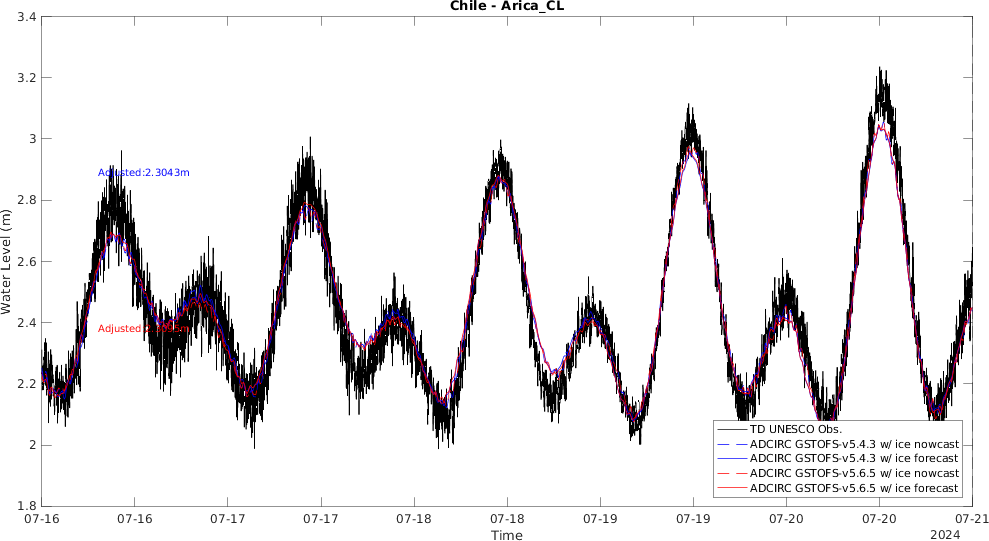 Chile - Arica_CL
3.4
3.2
3
2.8
2.6
2.4
2.2
2
1.8
Water Level (m)
Adjusted:2.3043m
Adjusted
TD UNESCO Obs.
ADCIRC GSTOFS-v5.4.3 w/ ice nowcast
ADCIRC GSTOFS-v5.4.3 w/ ice forecast
ADCIRC GSTOFS-v5.6.5 w/ ice nowcast
ADCIRC GSTOFS-v5.6.5 w/ ice forecast
07-16 07-16 07-17 07-17 07-18 07-18 07-19 07-19 07-20 07-20 07-21
Time
2024